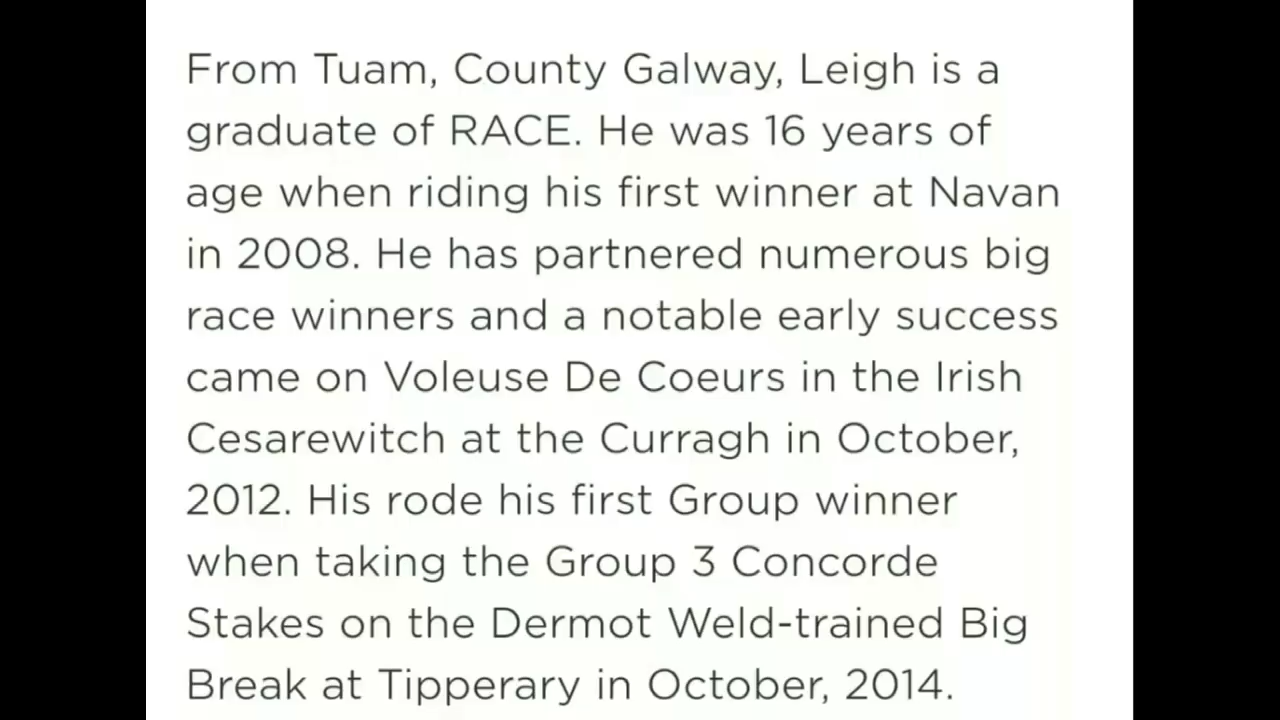 From Tuam, County Galway, Leigh is a
graduate of RACE. He was 16 years of
age when riding his first winner at Navan
in 2008. He has partnered numerous big
race winners and a notable early success
came on Voleuse De Coeurs in the Irish
Cesarewitch at the Curragh in October,
2012. His rode his first Group winner
when taking the Group 3 Concorde
Stakes on the Dermot Weld-trained Big
Break at Tipperary in October, 2014.